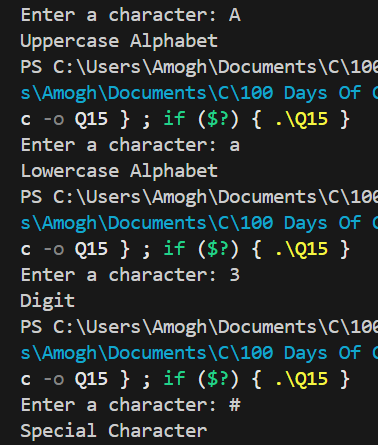 Enter a character: A
Uppercase Alphabet
PS C:\Users\Amogh\Documents\C\100
s\Amogh\Documents\C\100 Days Of
c -o Q15 } ; if ($?) { .\Q15 }
Enter a character: a
Lowercase Alphabet
PS C:\Users\Amogh\Documents\C\100
s\Amogh\Documents\C\100 Days Of
c -o Q15 } ; if ($?) { .\Q15 }
Enter a character: 3
Digit
PS C:\Users\Amogh\Documents\C\100
s\Amogh\Documents\C\100 Days Of
c -o Q15 } ; if ($?) { .\Q15 }
Enter a character: #
Special Character